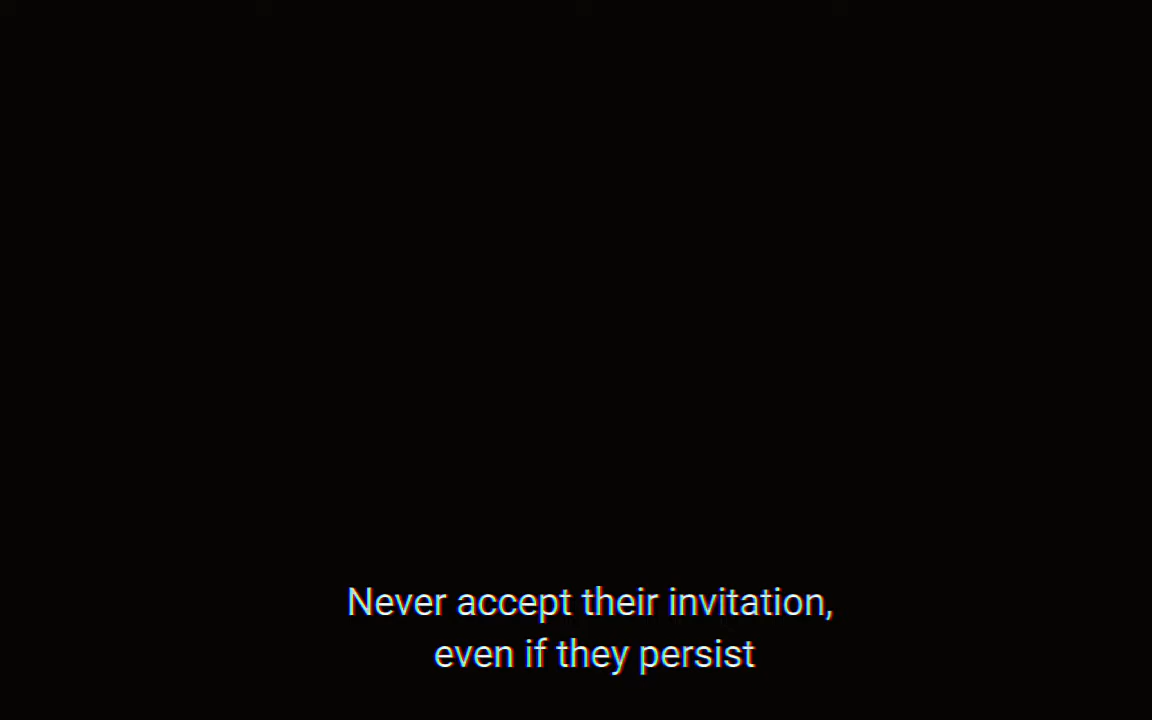 Never accept their invitation,
even if they persist